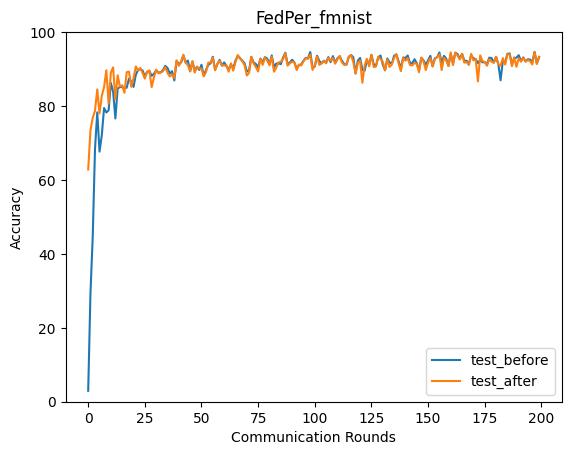 FedPer_fmnist
100
80
60
40
20
0
Accuracy
0 25 50 75 100 125 150 175 200
Communication Rounds
test_before
test_after